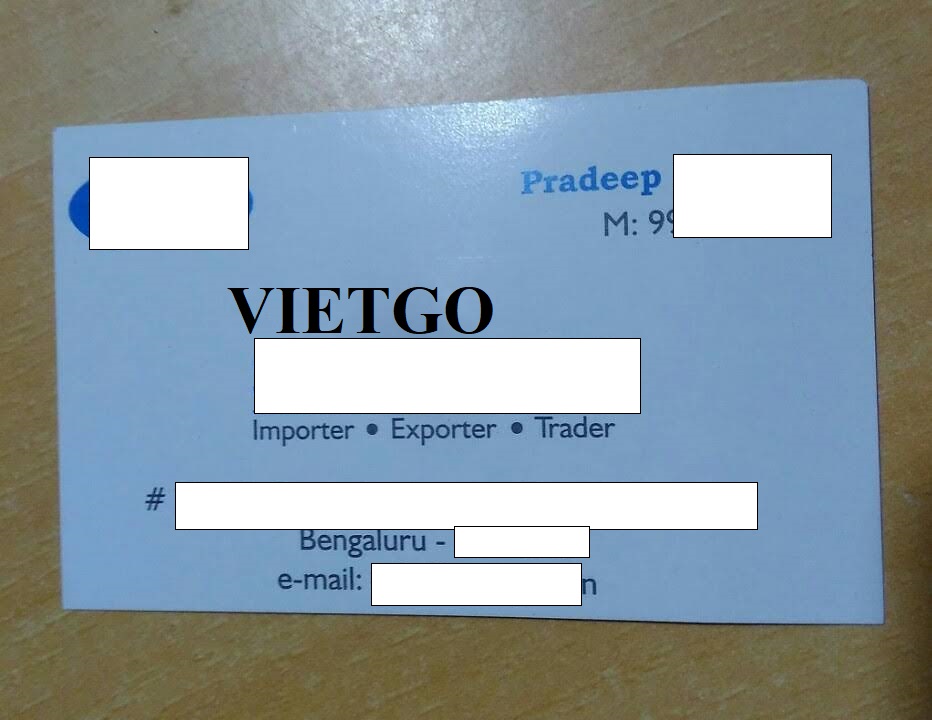 Pradeep
M: 99
VIETGO
Importer • Exporter • Trader
#
Bengaluru -
e-mail: n